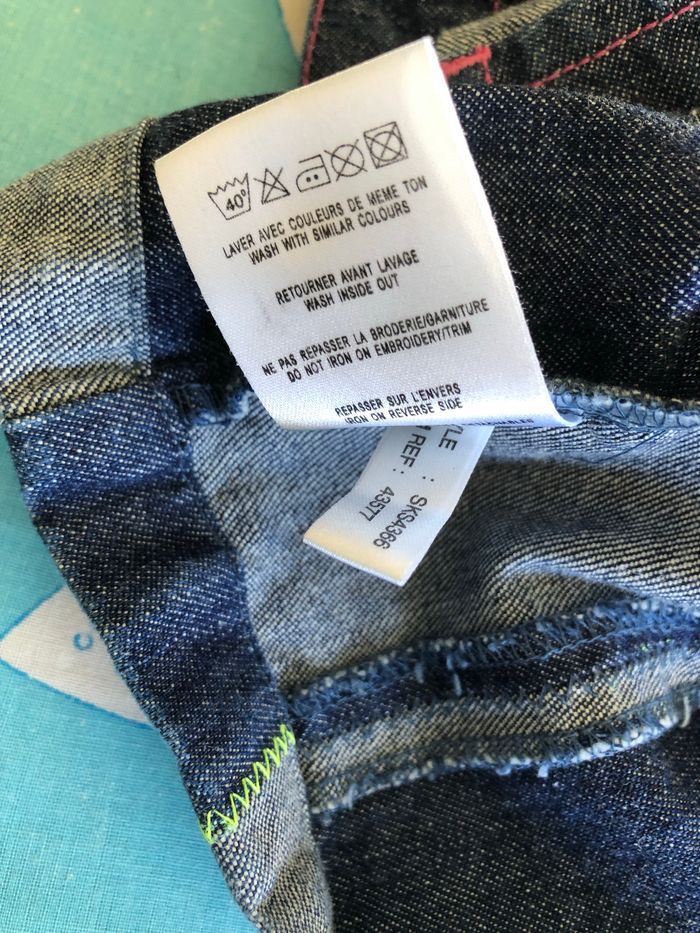 40°
LAVER AVEC COULEURS DE MEME TON
WASH WITH SIMILAR COLOURS
RETOURNER AVANT LAVAGE
WASH INSIDE OUT
NE PAS REPASSER LA BRODERIE/GARNITURE
DO NOT IRON ON EMBROIDERY/TRIM
REPASSER SUR L'ENVERS
IRON ON REVERSE SIDE
: SKS4366
REF : 43577